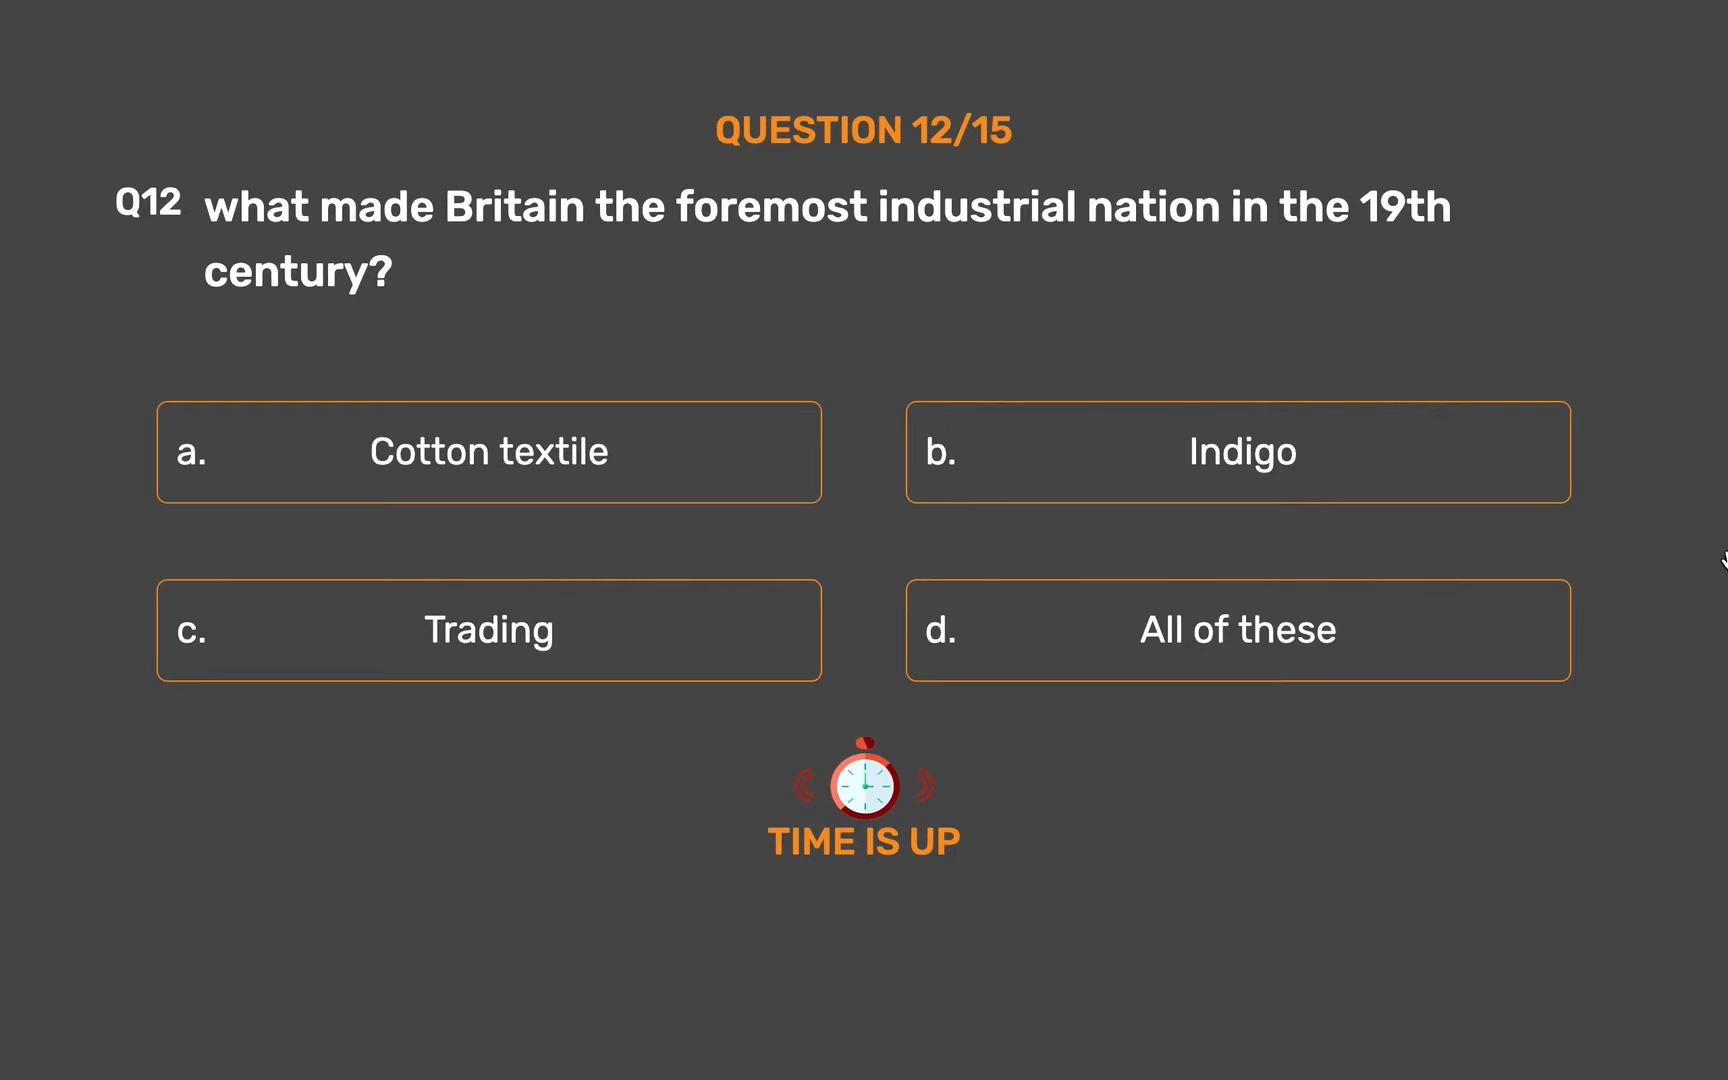 QUESTION 12/15
Q12 what made Britain the foremost industrial nation in the 19th
century?
a. Cotton textile
b. Indigo
c. Trading
d. All of these
TIME IS UP